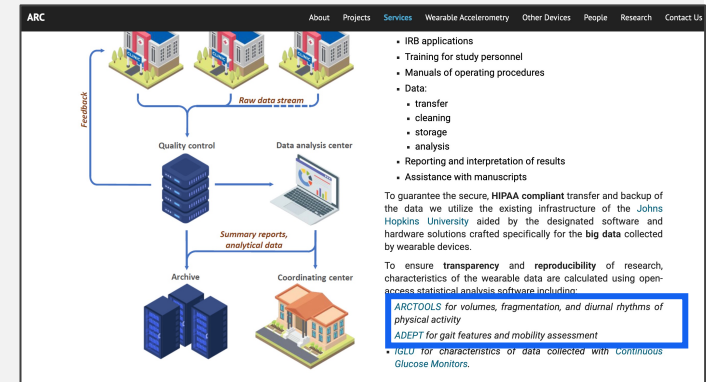 ARC
About Projects Services Wearable Accelerometry Other Devices People Research Contact Us
Feedback
Raw data stream
Quality control
Data analysis center
Summary reports,
analytical data
Archive
Coordinating center
▪ IRB applications
▪ Training for study personnel
▪ Manuals of operating procedures
▪ Data:
▪ transfer
▪ cleaning
▪ storage
▪ analysis
▪ Reporting and interpretation of results
▪ Assistance with manuscripts
To guarantee the secure, HIPAA compliant transfer and backup of
the data we utilize the existing infrastructure of the Johns
Hopkins University aided by the designated software and
hardware solutions crafted specifically for the big data collected
by wearable devices.
To ensure transparency and reproducibility of research,
characteristics of the wearable data are calculated using open-
access statistical analysis software including:
ARCTOOLS for volumes, fragmentation, and diurnal rhythms of
physical activity
ADEPT for gait features and mobility assessment
▪ IGLU for characteristics of data collected with Continuous
Glucose Monitors.